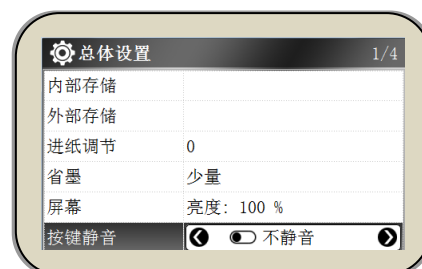 总体设置 1/4
内部存储
外部存储
进纸调节 0
省墨 少量
屏幕 亮度: 100 %
按键静音 不静音